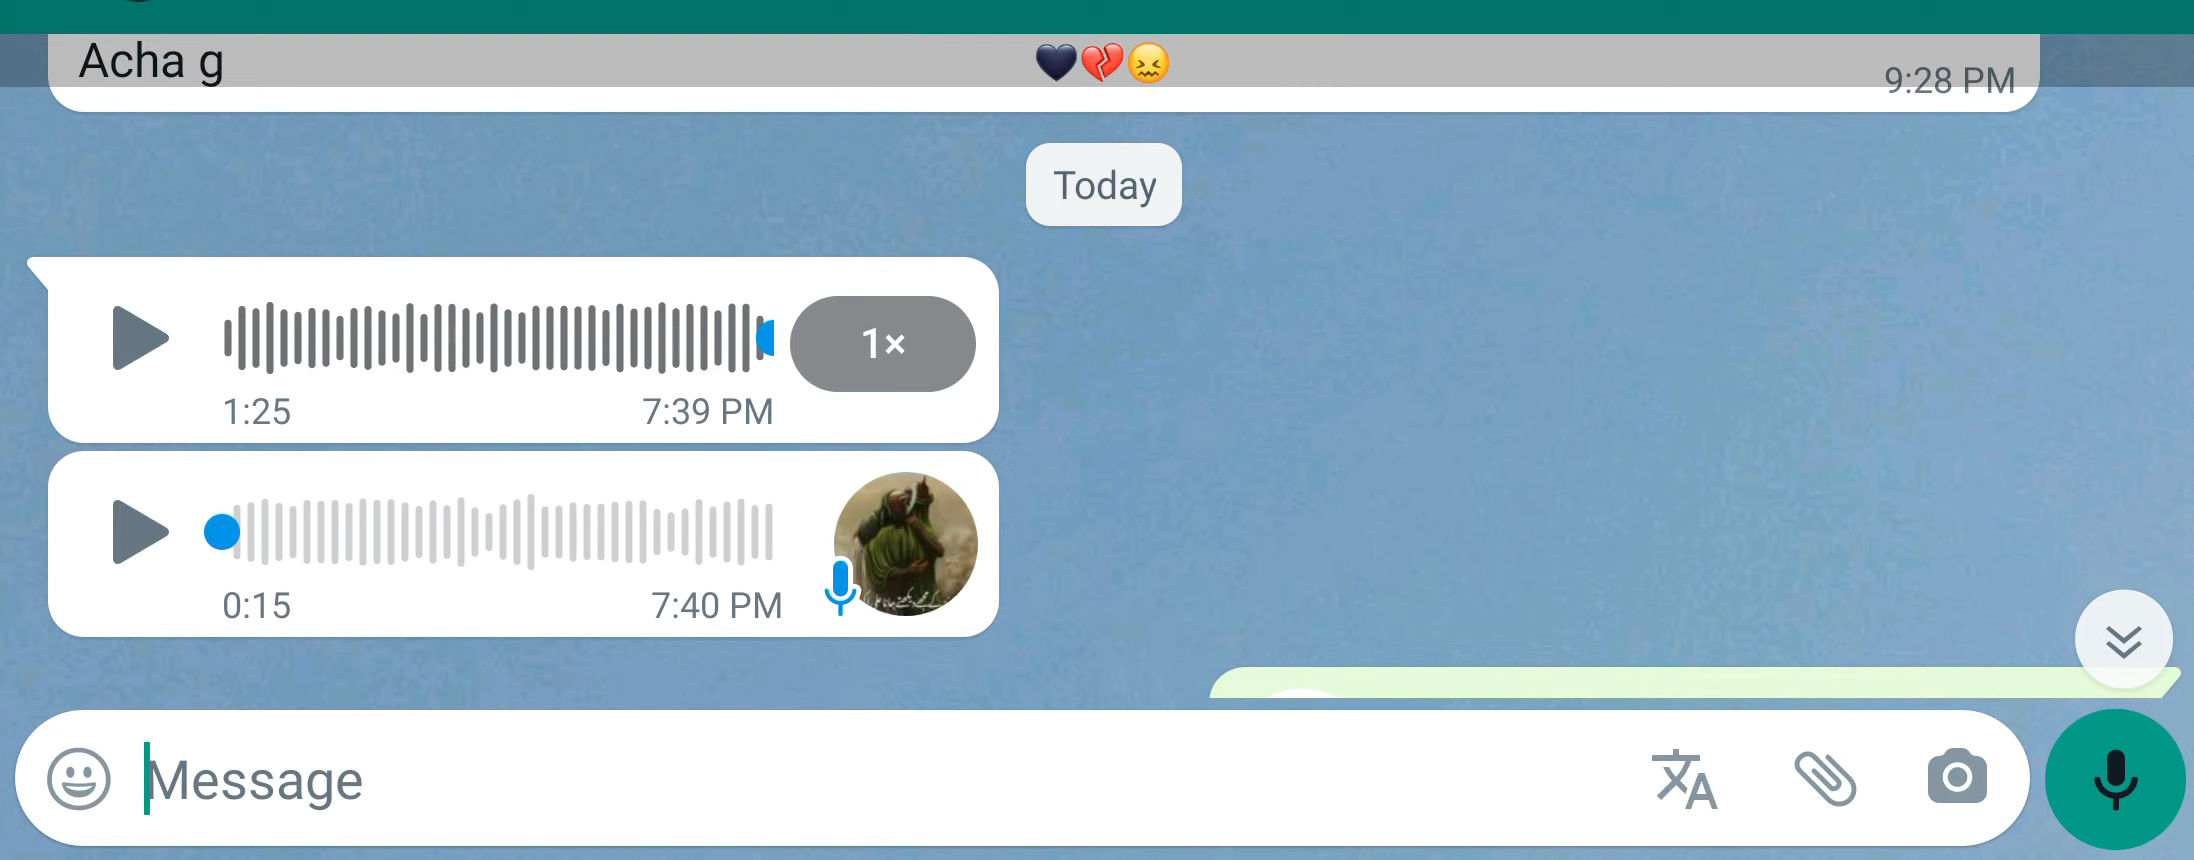 Acha g 🖤💔😖
9:28 PM
Today
1×
1:25 7:39 PM
0:15 7:40 PM
Message